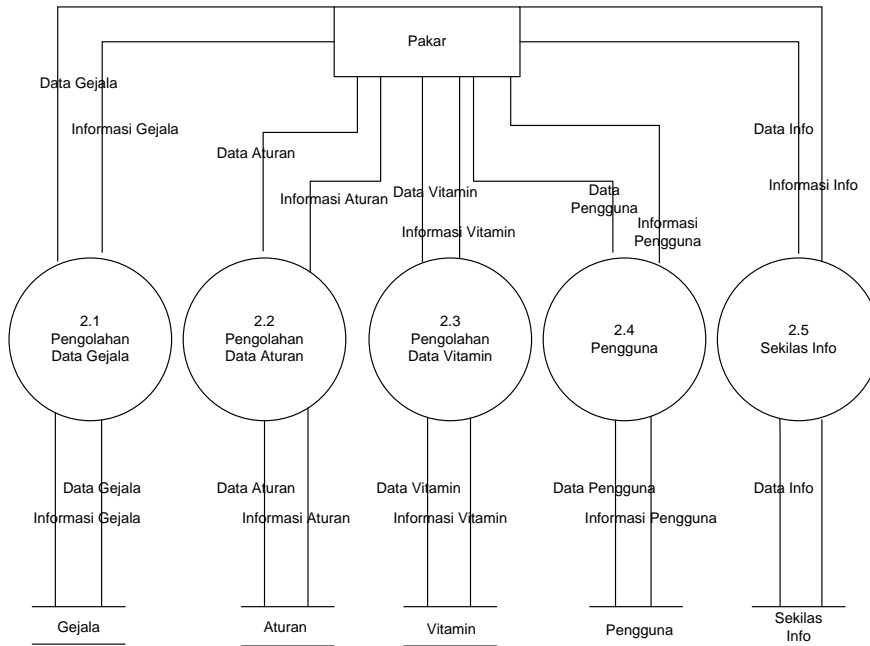 Pakar
Data Gejala
Informasi Gejala
Data Aturan
Informasi Aturan
Data Vitamin
Informasi Vitamin
Data
Pengguna
Informasi
Pengguna
Data Info
Informasi Info
2.1
Pengolahan
Data Gejala
2.2
Pengolahan
Data Aturan
2.3
Pengolahan
Data Vitamin
2.4
Pengguna
2.5
Sekilas Info
Data Gejala
Informasi Gejala
Data Aturan
Informasi Aturan
Data Vitamin
Informasi Vitamin
Data Pengguna
Informasi Pengguna
Data Info
Gejala
Aturan
Vitamin
Pengguna
Sekilas
Info